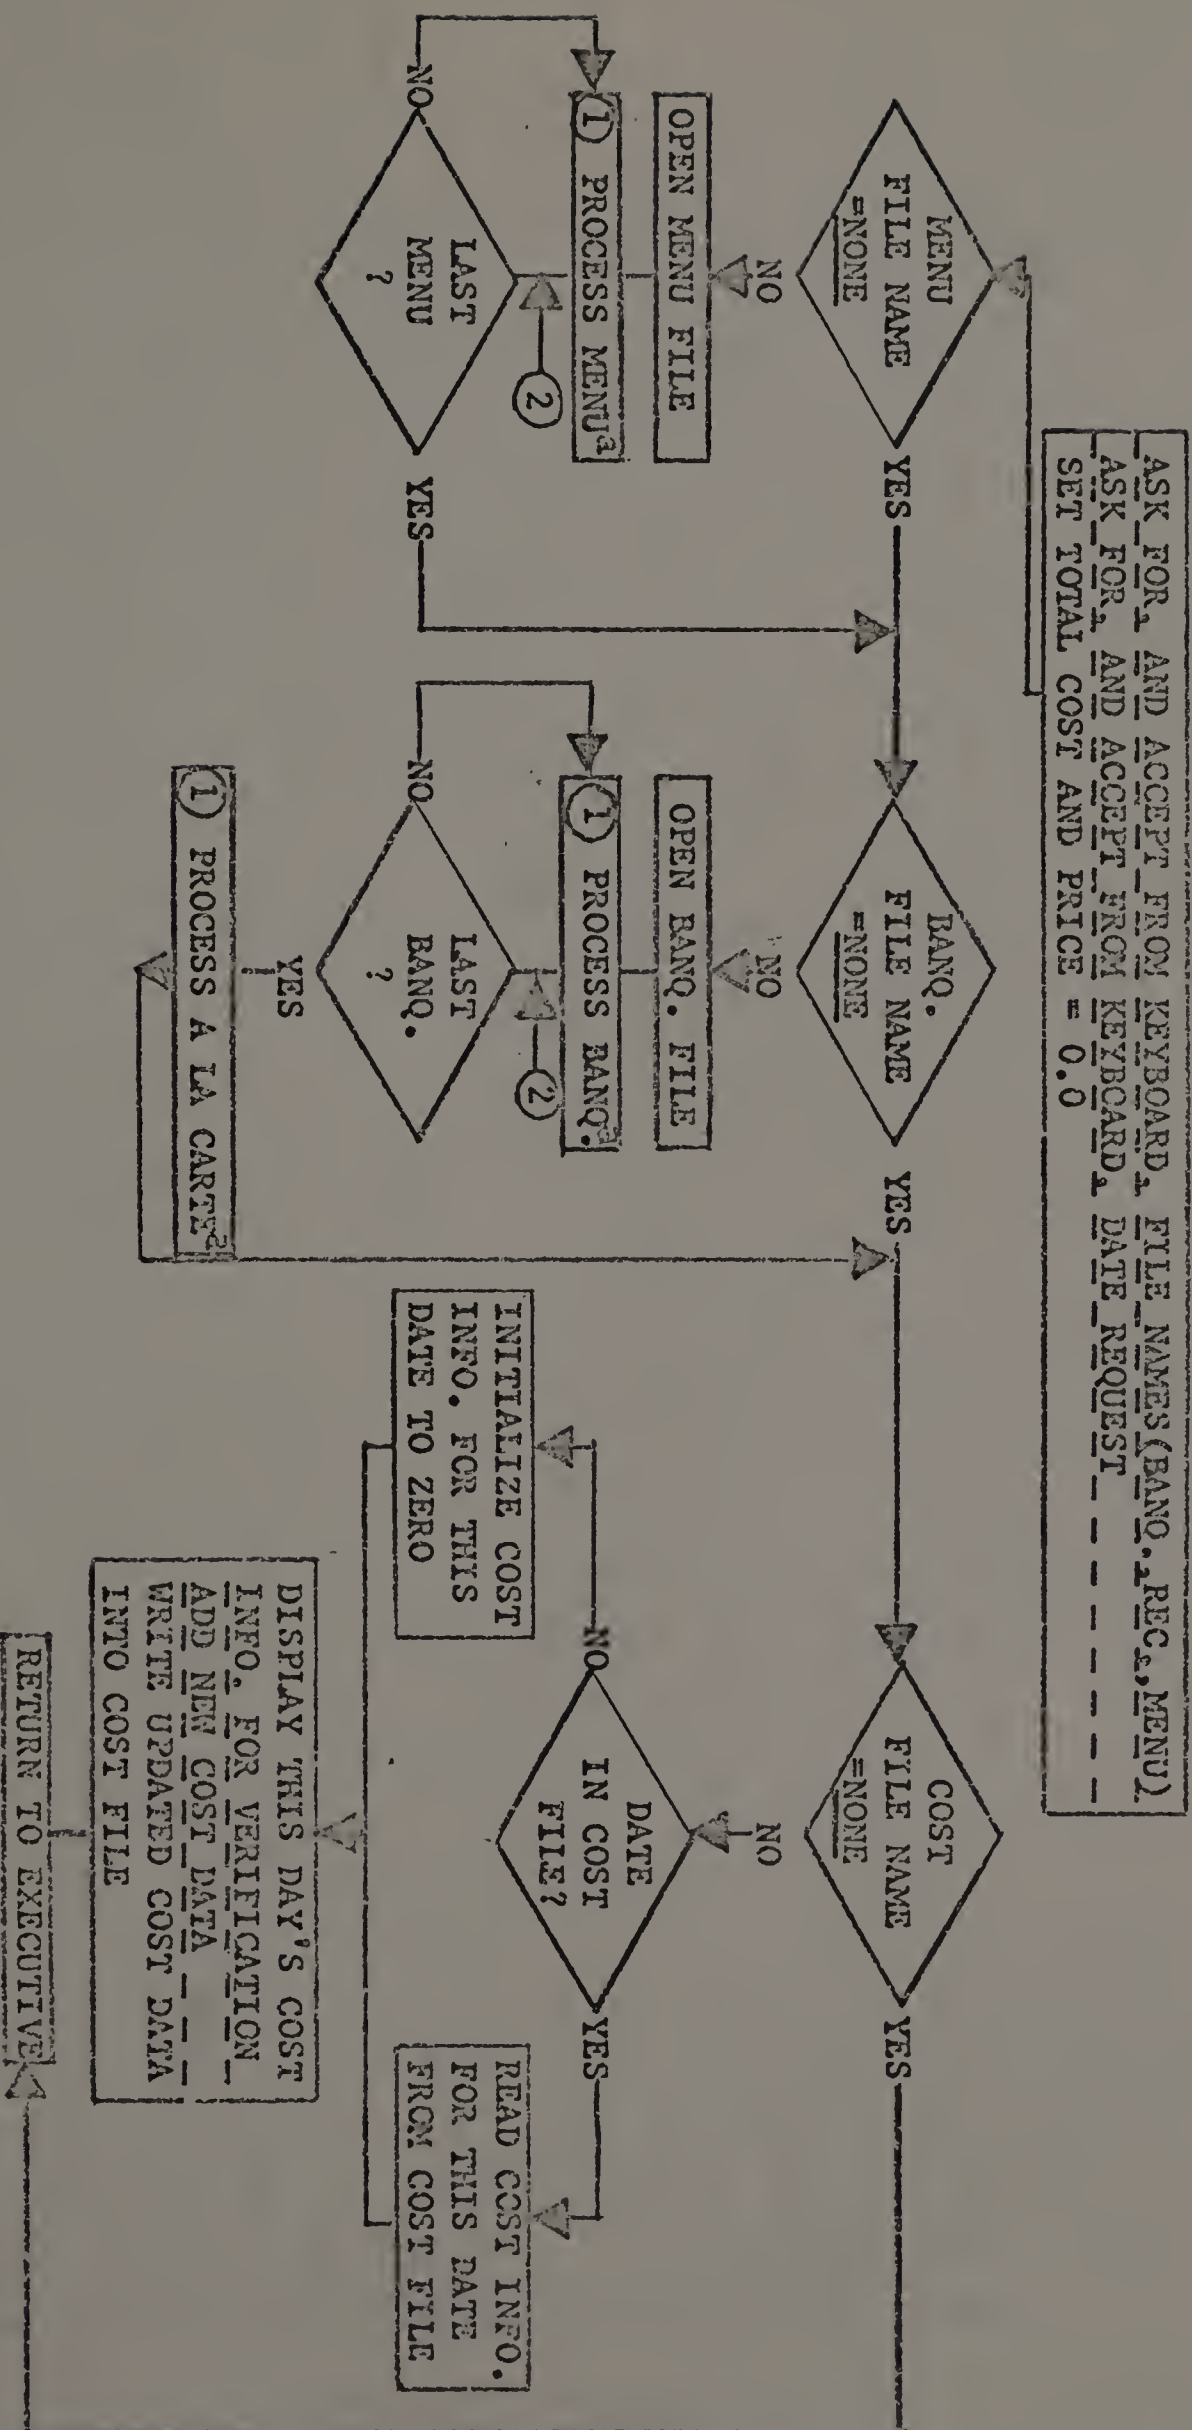 ASK FOR, AND ACCEPT FROM KEYBOARD, FILE NAMES(BANQ.,REC.,MENU)
ASK FOR, AND ACCEPT FROM KEYBOARD, DATE REQUEST
SET TOTAL COST AND PRICE = 0.0
MENU
FILE NAME
=NONE
YES
NO
OPEN MENU FILE
1 PROCESS MENUa
2
LAST
MENU
?
NO
YES
BANQ.
FILE NAME
=NONE
YES
NO
OPEN BANQ. FILE
1 PROCESS BANQ.a
2
LAST
BANQ.
?
NO
YES
1 PROCESS A LA CARTEa
COST
FILE NAME
=NONE
YES
NO
DATE
IN COST
FILE?
NO
YES
INITIALIZE COST
INFO. FOR THIS
DATE TO ZERO
READ COST INFO.
FOR THIS DATE
FROM COST FILE
DISPLAY THIS DAY'S COST
INFO. FOR VERIFICATION
ADD NEW COST DATA
WRITE UPDATED COST DATA
INTO COST FILE
RETURN TO EXECUTIVE